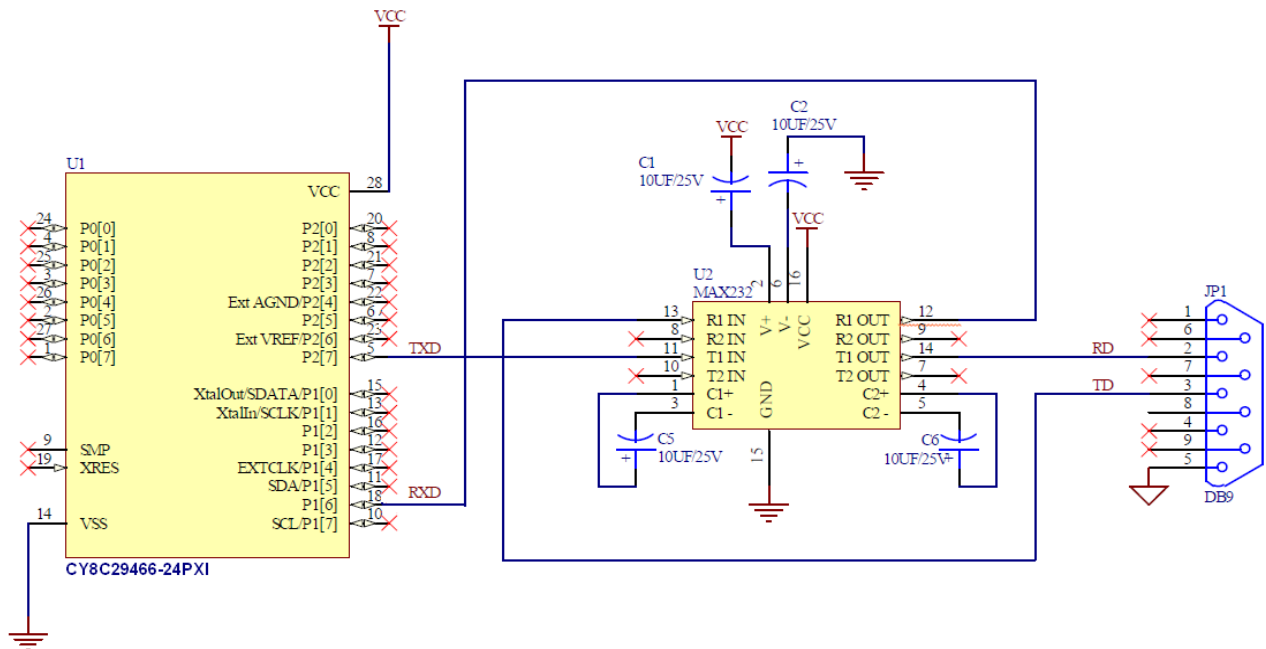 VCC
U1
VCC 28
24 P0[0]
4 P0[1]
25 P0[2]
3 P0[3]
26 P0[4]
2 P0[5]
27 P0[6]
1 P0[7]
P2[0] 20
P2[1] 8
P2[2] 21
P2[3] 7
Ext AGND/P2[4] 22
P2[5] 6
Ext VREF/P2[6] 23
P2[7] 5
TXD
XtalOut/SDATA/P1[0] 15
XtalIn/SCLK/P1[1] 13
P1[2] 16
P1[3] 12
EXTCLK/P1[4] 17
SDA/P1[5] 11
P1[6] 18
SCL/P1[7] 10
RXD
9 SMP
19 XRES
14 VSS
CY8C29466-24PXI
C1
10UF/25V
VCC
C2
10UF/25V
VCC
U2
MAX232
2 V+
6 V-
16 VCC
13 R1 IN
8 R2 IN
11 T1 IN
10 T2 IN
1 C1+
3 C1 -
GND 15
R1 OUT 12
R2 OUT 9
T1 OUT 14
T2 OUT 7
C2+ 4
C2 - 5
C5
10UF/25V
C6
10UF/25V
RD
TD
JP1
1
6
2
7
3
8
4
9
5
DB9